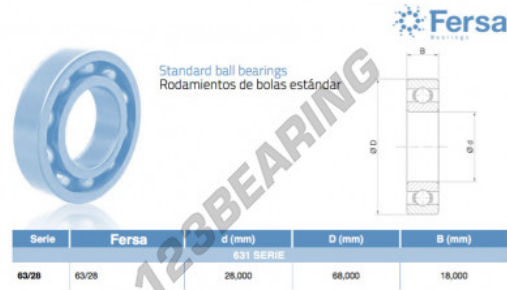 Fersa
Bearings
Standard ball bearings
Rodamientos de bolas estándar
B
Ø D
Ø d
123BEARING
Serie Fersa d (mm) D (mm) B (mm)
631 SERIE
63/28 63/28 28,000 68,000 18,000